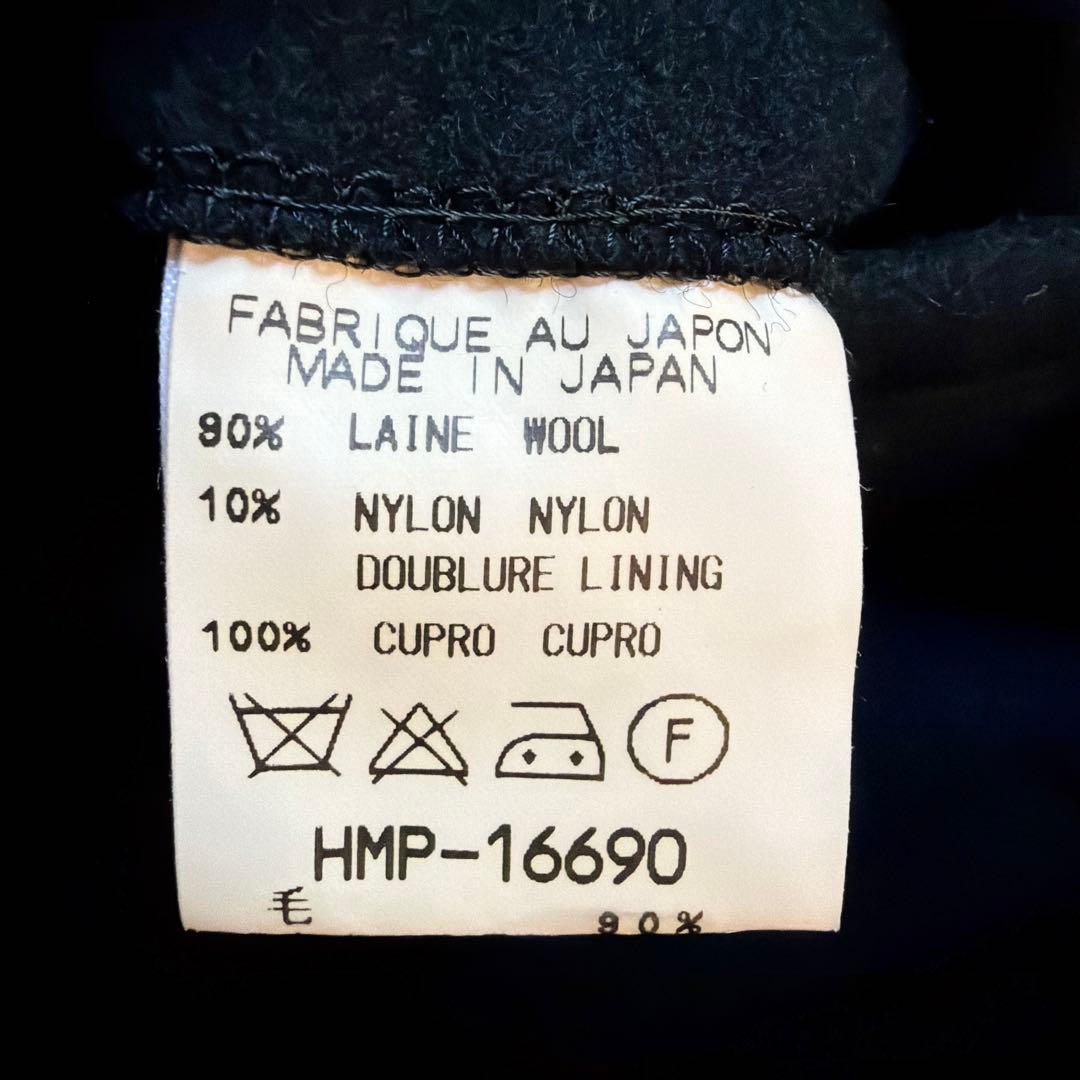 FABRIQUE AU JAPON
MADE IN JAPAN
90% LAINE WOOL
10% NYLON NYLON
DOUBLURE LINING
100% CUPRO CUPRO
F
HMP-16690
90%